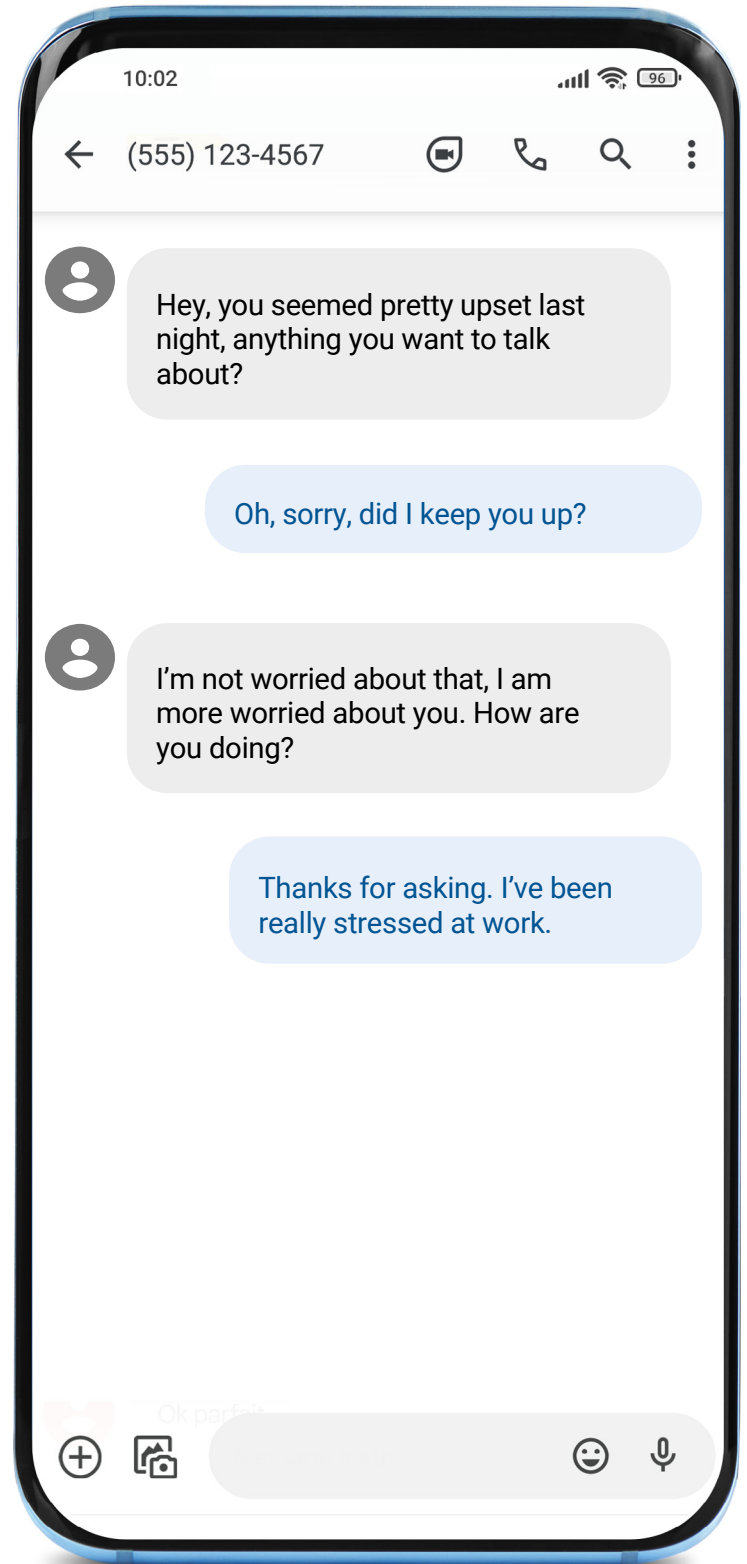 10:02
96
(555) 123-4567
Hey, you seemed pretty upset last
night, anything you want to talk
about?
Oh, sorry, did I keep you up?
I’m not worried about that, I am
more worried about you. How are
you doing?
Thanks for asking. I’ve been
really stressed at work.
Ok parfait